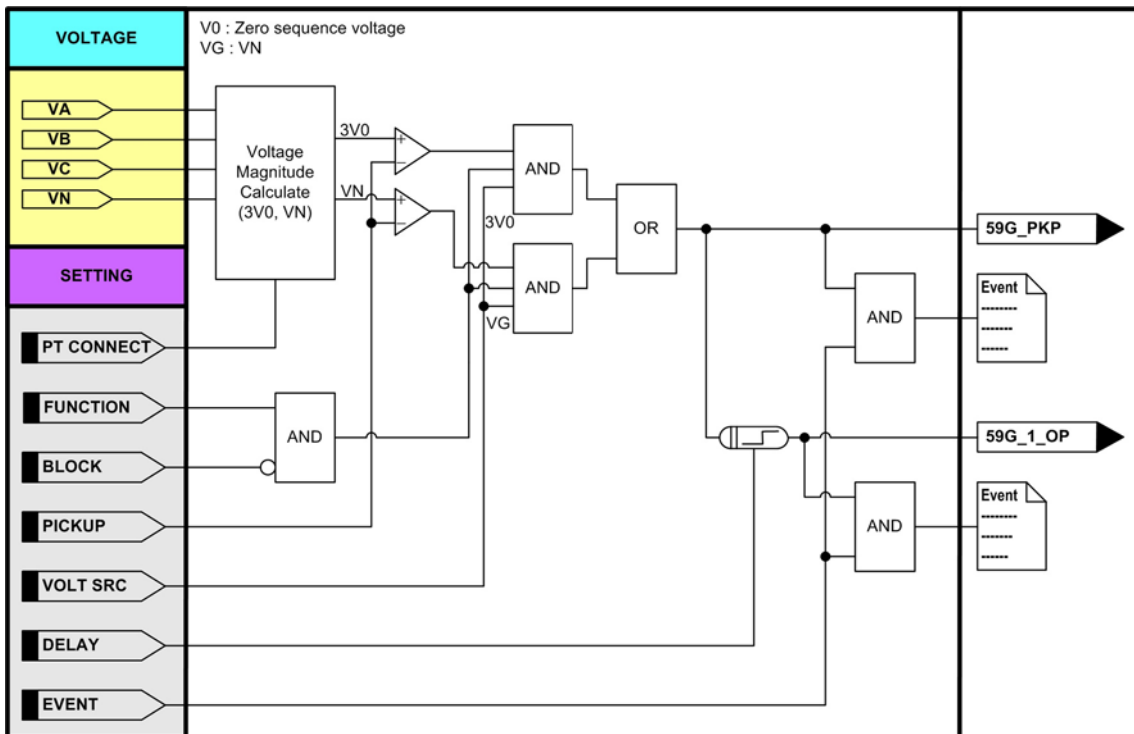 VOLTAGE
V0 : Zero sequence voltage
VG : VN
VA
VB
VC
VN
Voltage
Magnitude
Calculate
(3V0, VN)
3V0
VN
+
−
+
−
AND
3V0
AND
VG
OR
59G_PKP
SETTING
AND
Event
PT CONNECT
FUNCTION
AND
BLOCK
59G_1_OP
AND
Event
PICKUP
VOLT SRC
DELAY
EVENT